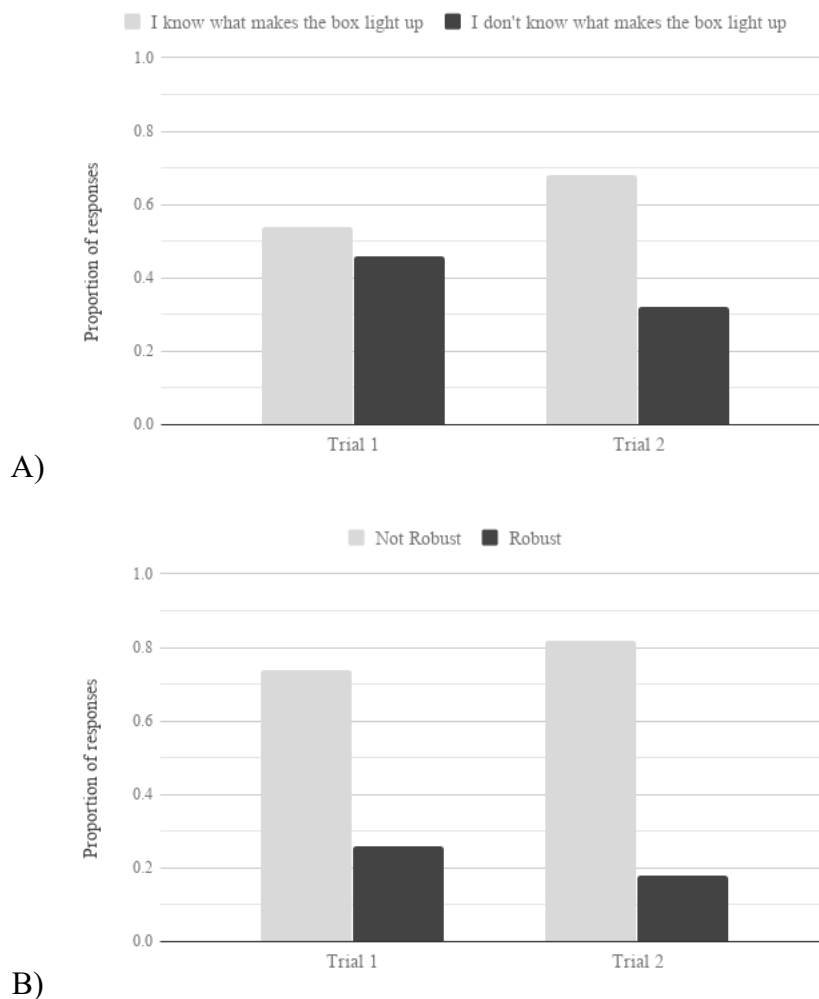 I know what makes the box light up I don't know what makes the box light up
1.0
0.8
0.6
0.4
0.2
0.0
Proportion of responses
Trial 1 Trial 2
A)
Not Robust Robust
1.0
0.8
0.6
0.4
0.2
0.0
Proportion of responses
Trial 1 Trial 2
B)